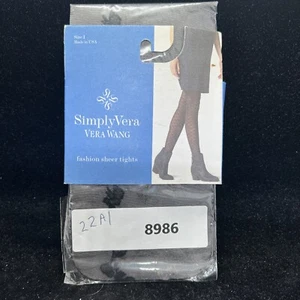 Size 2
Made in USA
SimplyVera
VERA WANG
fashion sheer tights
22A1
8986